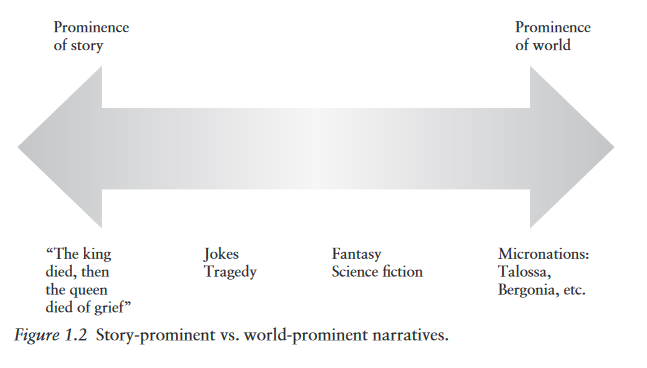 Prominence
of story
Prominence
of world
“The king
died, then
the queen
died of grief”
Jokes
Tragedy
Fantasy
Science fiction
Micronations:
Talossa,
Bergonia, etc.
Figure 1.2 Story-prominent vs. world-prominent narratives.